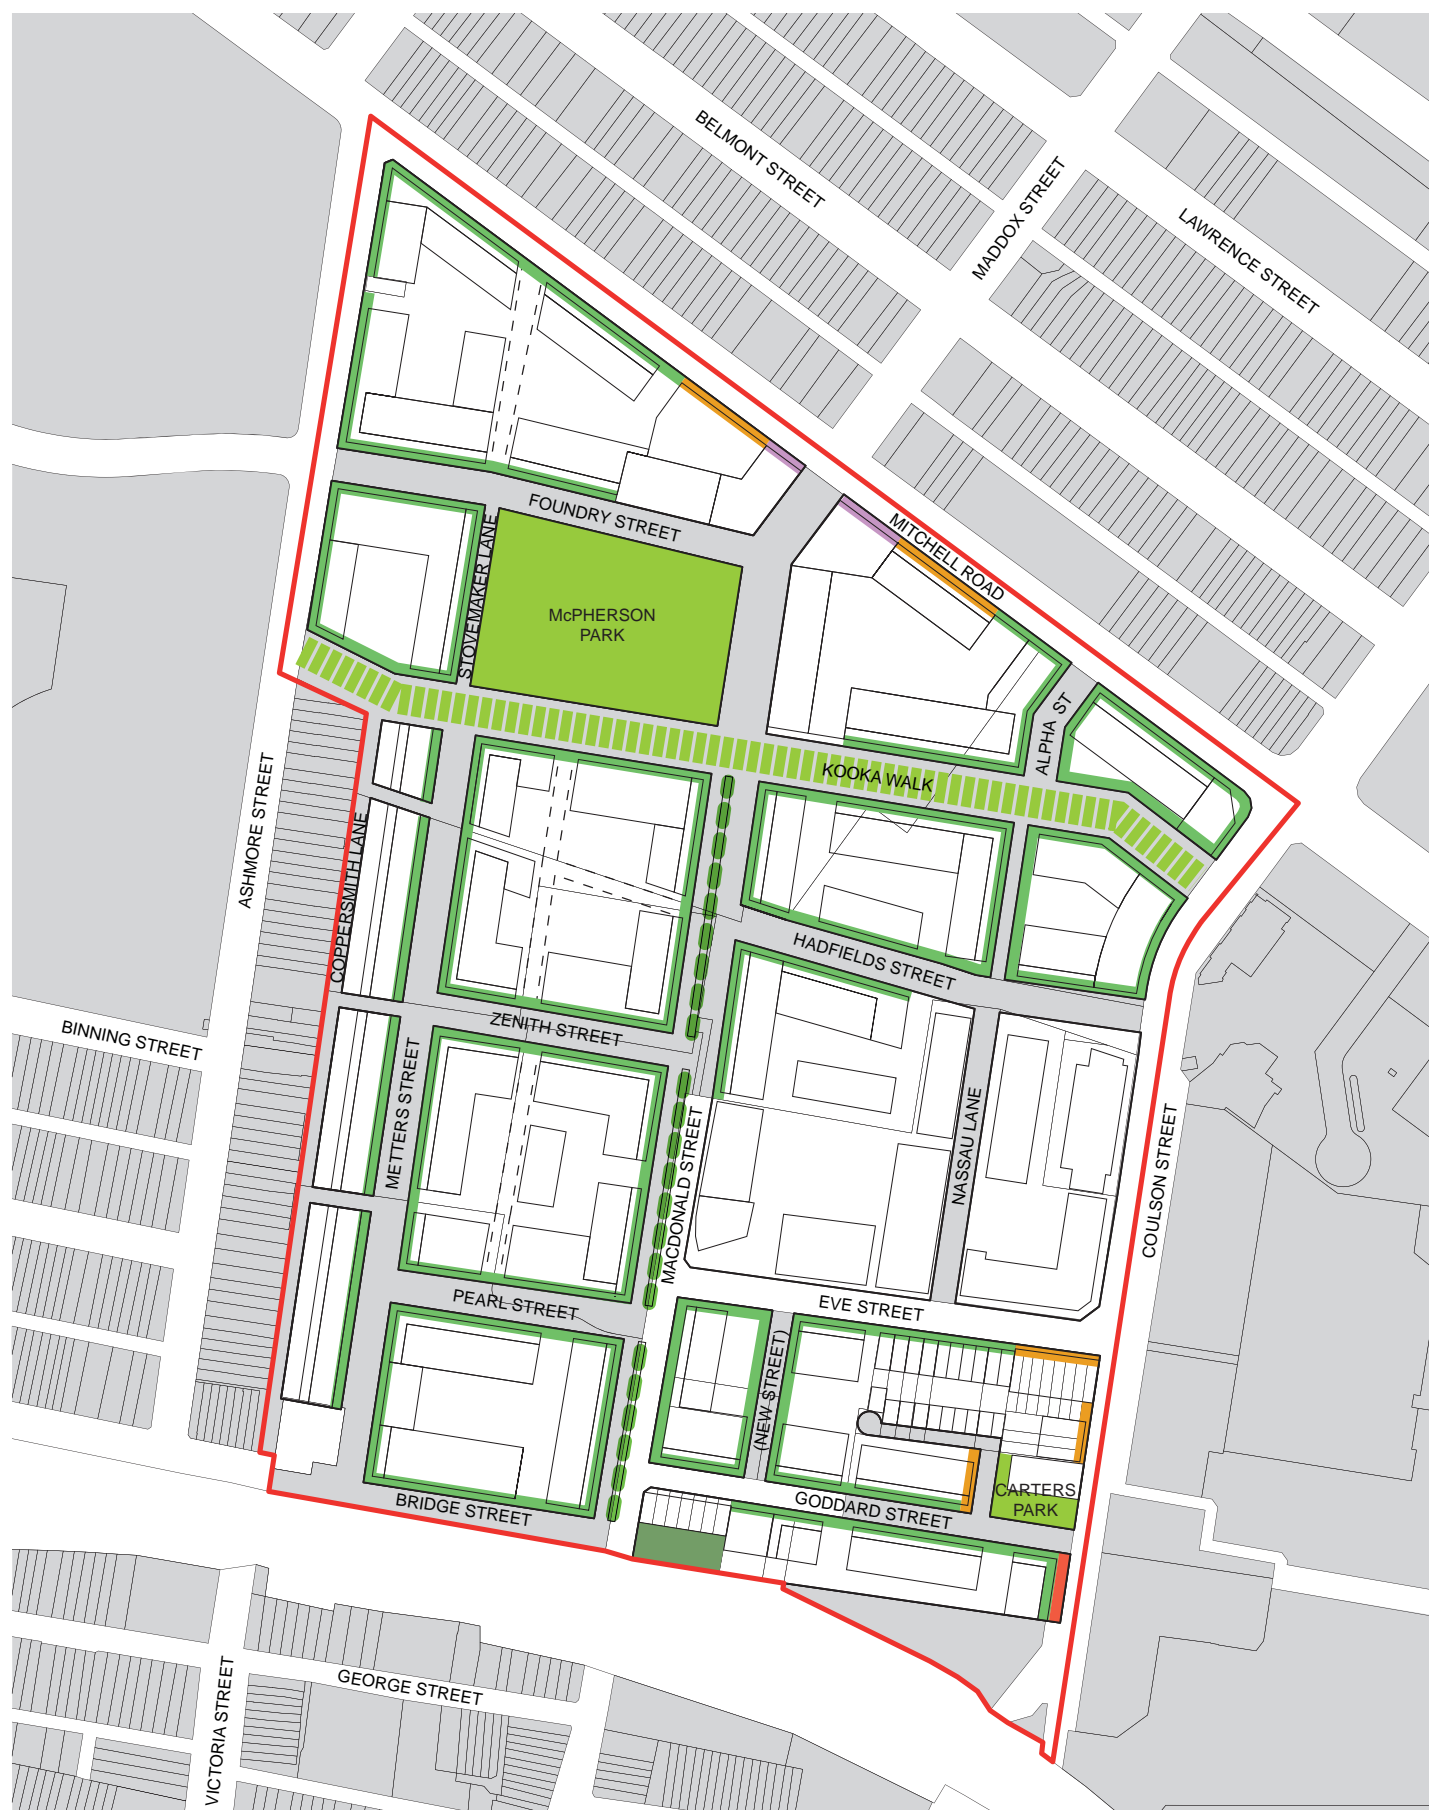 BELMONT STREET
MADDOX STREET
LAWRENCE STREET
FOUNDRY STREET
MITCHELL ROAD
STOVEMAKER LANE
McPHERSON
PARK
ALPHA ST
KOOKA WALK
ASHMORE STREET
COPPERSMITH LANE
HADFIELDS STREET
ZENITH STREET
BINNING STREET
METTERS STREET
MACDONALD STREET
NASSAU LANE
COULSON STREET
PEARL STREET
EVE STREET
(NEW STREET)
CARTERS
PARK
GODDARD STREET
BRIDGE STREET
GEORGE STREET
VICTORIA STREET